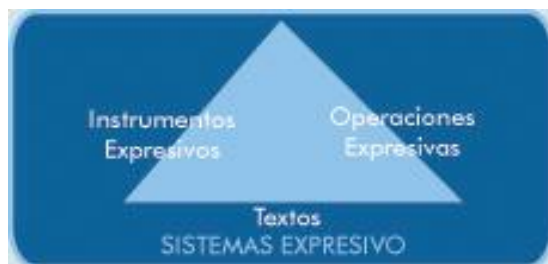 Instrumentos
Expresivos
Operaciones
Expresivas
Textos
SISTEMAS EXPRESIVO